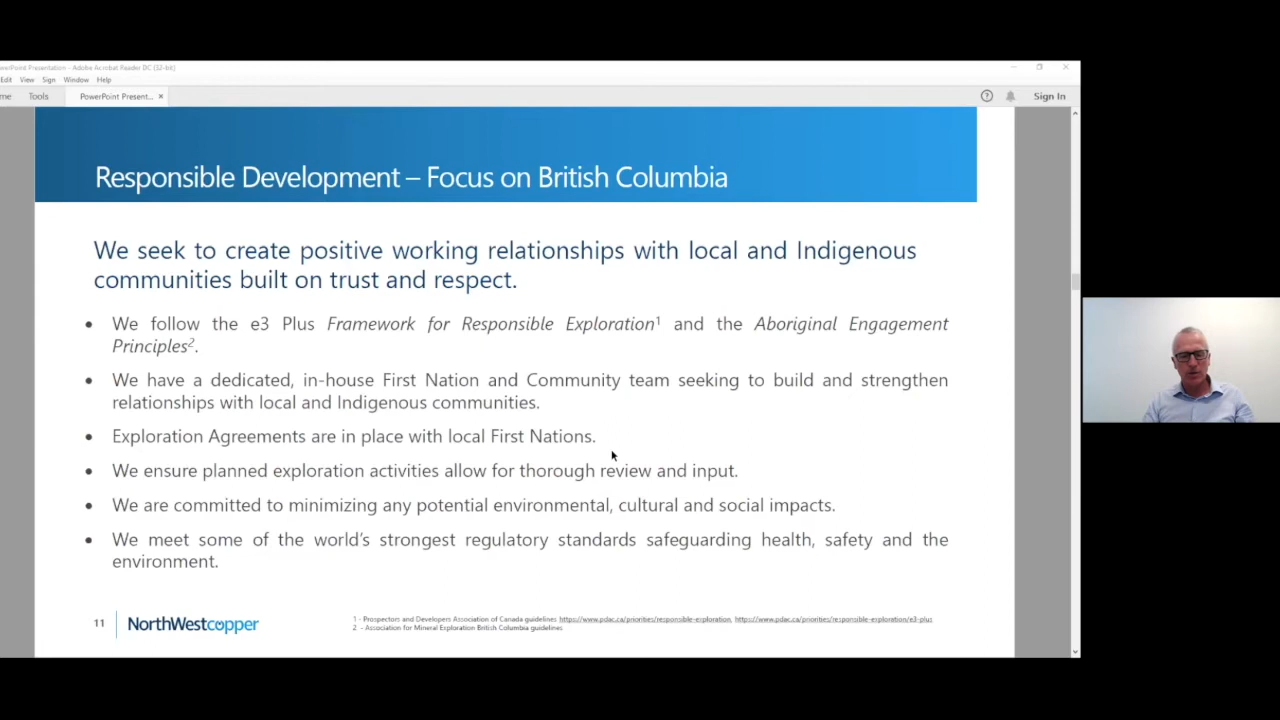 owerPoint Presentation - Adobe Acrobat Reader DC (32-bit)
Edit View Sign Window Help
me Tools PowerPoint Present... × Sign In
Responsible Development – Focus on British Columbia
We seek to create positive working relationships with local and Indigenous
communities built on trust and respect.
• We follow the e3 Plus Framework for Responsible Exploration¹ and the Aboriginal Engagement
Principles².
• We have a dedicated, in-house First Nation and Community team seeking to build and strengthen
relationships with local and Indigenous communities.
• Exploration Agreements are in place with local First Nations.
• We ensure planned exploration activities allow for thorough review and input.
• We are committed to minimizing any potential environmental, cultural and social impacts.
• We meet some of the world's strongest regulatory standards safeguarding health, safety and the
environment.
11 NorthWestcopper
1 - Prospectors and Developers Association of Canada guidelines https://www.pdac.ca/priorities/responsible-exploration, https://www.pdac.ca/priorities/responsible-exploration/e3-plus
2 - Association for Mineral Exploration British Columbia guidelines